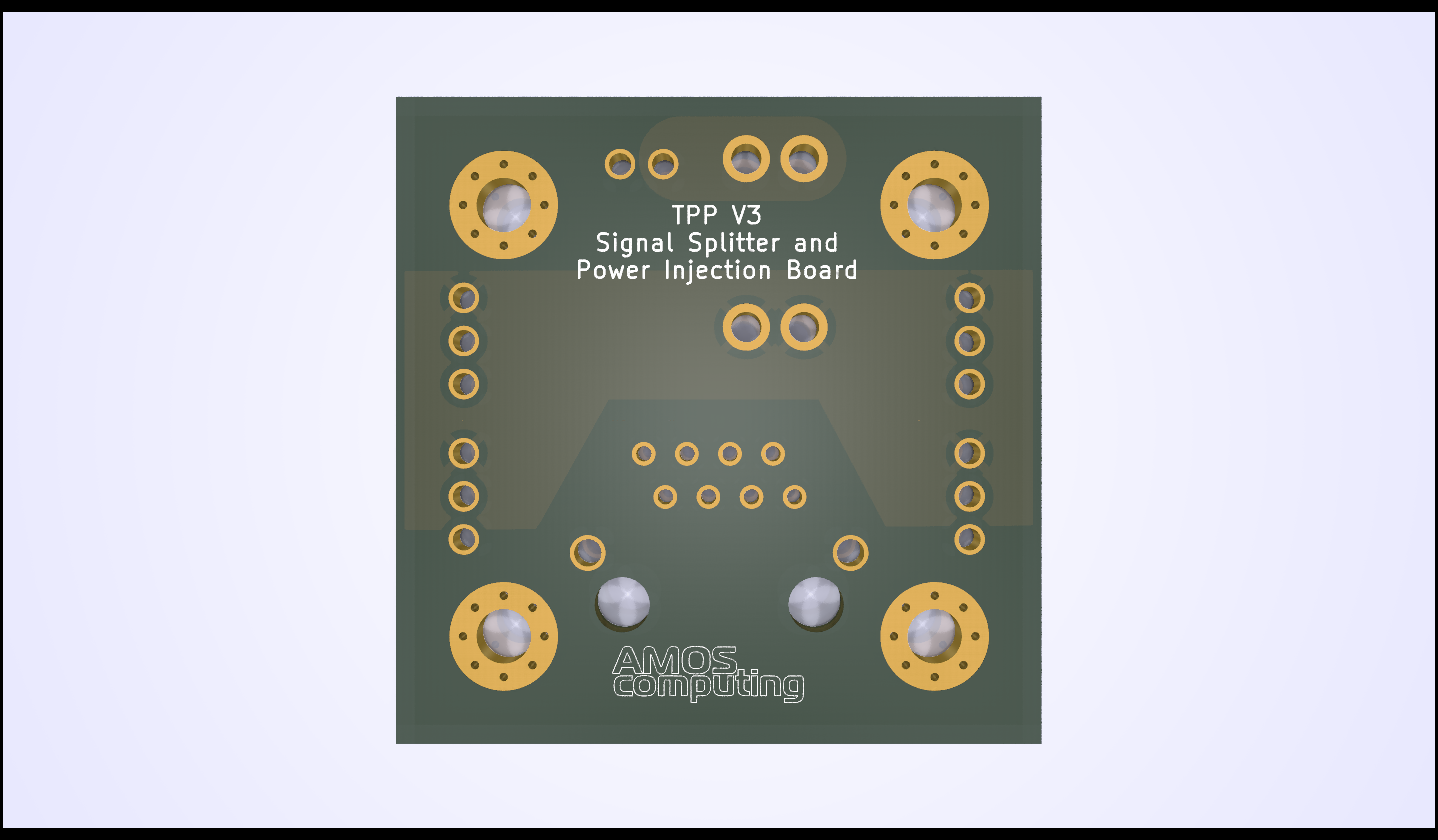 TPP V3
Signal Splitter and
Power Injection Board
AMOS
computing